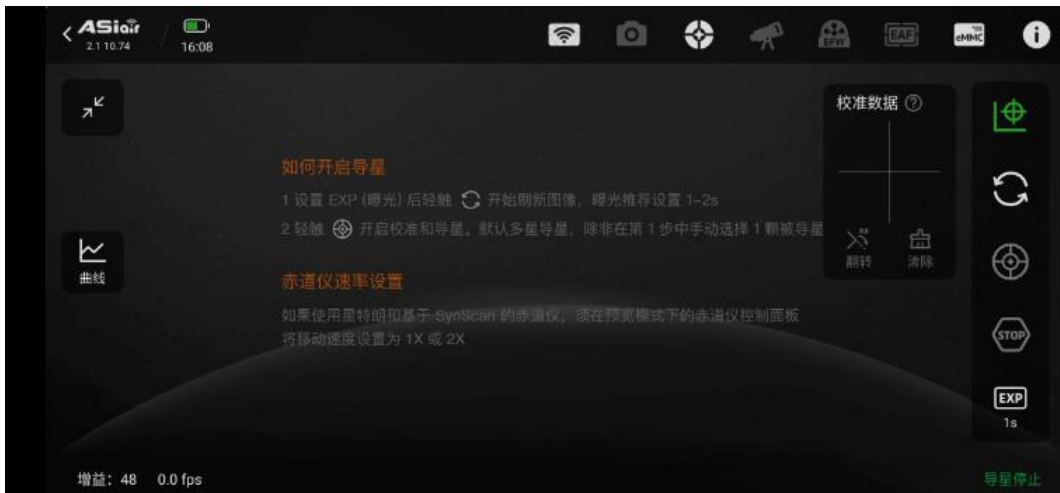 ASiair
2.1 10.74
16:08
EFW
EAF
eMMC
校准数据
如何开启导星
1 设置 EXP (曝光) 后轻触 开始刷新图像，曝光推荐设置 1~2s
2 轻触 开启校准和导星。默认多星导星，除非在第 1 步中手动选择 1 颗被导星
翻转
清除
曲线
赤道仪速率设置
如果使用星特朗和基于 SynScan 的赤道仪，须在预览模式下的赤道仪控制面板
将移动速度设置为 1X 或 2X
STOP
EXP
1s
增益：48 0.0 fps
导星停止